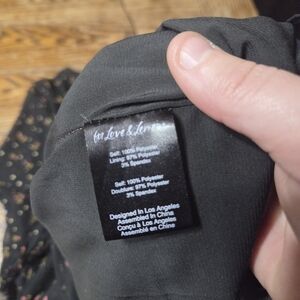 for Love & Lemons
Self: 100% Polyester
Lining: 97% Polyester
3% Spandex
Self: 100% Polyester
Doublure: 97% Polyester
3% Spandex
Designed in Los Angeles
Assembled in China
Conçu à Los Angeles
Assemblé en Chine